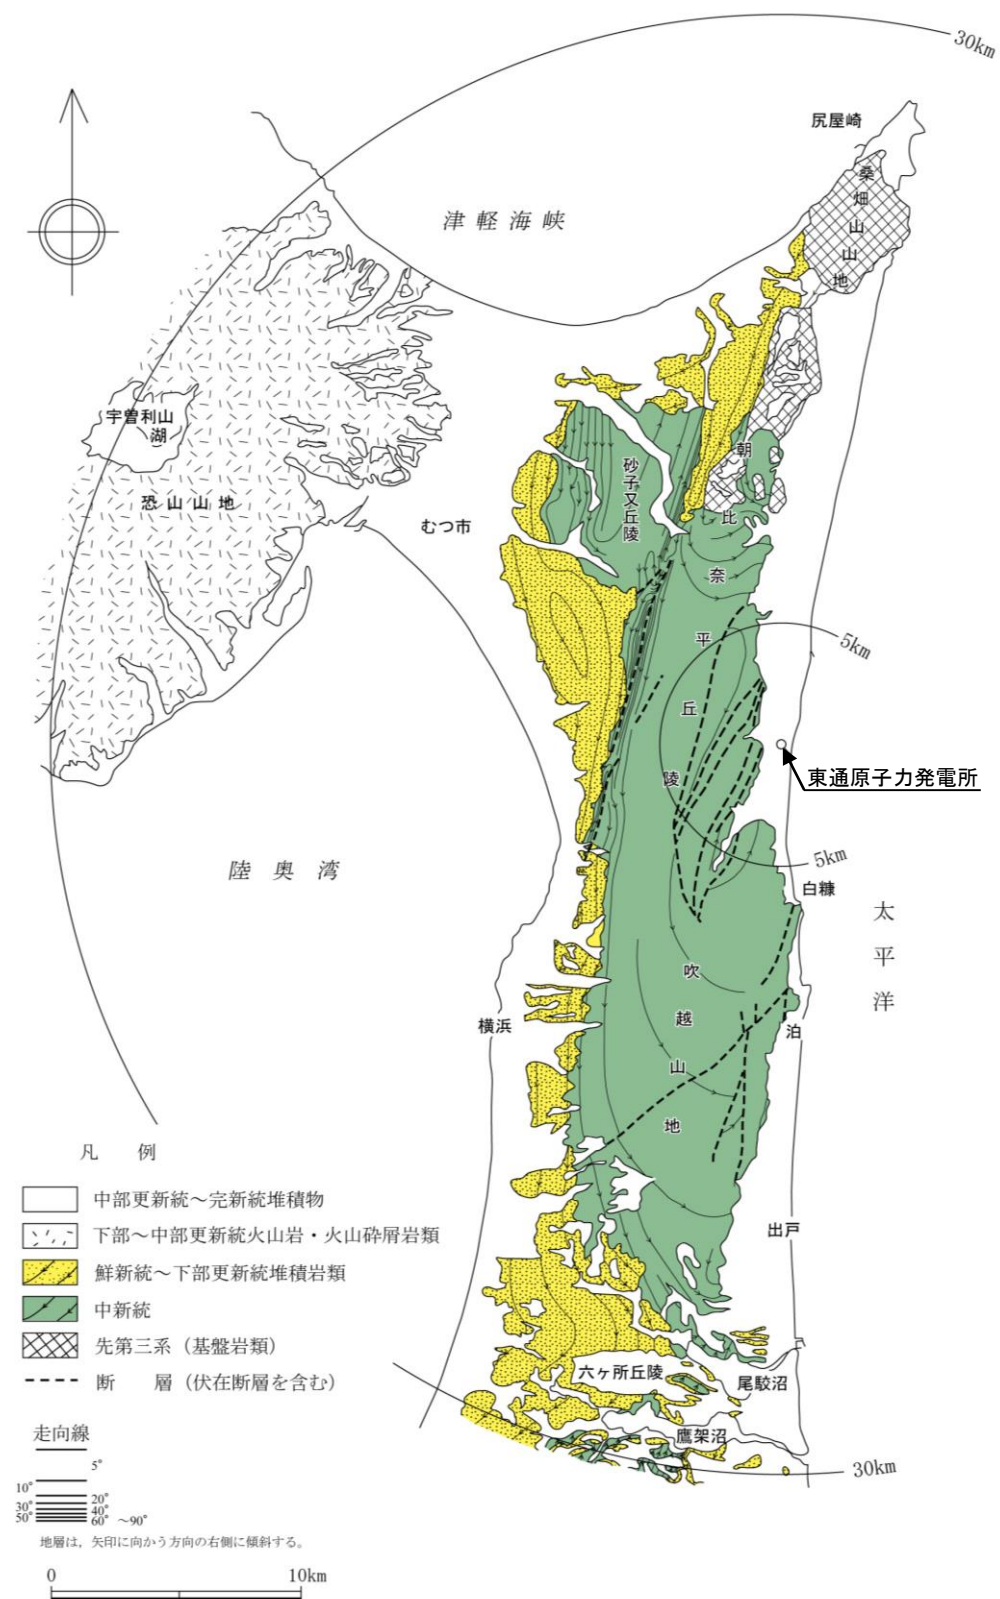 30km
尻屋崎
桑畑山山地
津軽海峡
宇曽利山
湖
恐山山地
むつ市
砂子又丘陵
朝比奈平丘陵
5km
東通原子力発電所
5km
白糠
陸奥湾
太平洋
吹越山地
横浜
泊
出戸
六ヶ所丘陵
尾駮沼
鷹架沼
30km
凡　例
中部更新統～完新統堆積物
下部～中部更新統火山岩・火山砕屑岩類
鮮新統～下部更新統堆積岩類
中新統
先第三系（基盤岩類）
断　層（伏在断層を含む）
走向線
5°
10°
20°
30°
40°
50°
60° ～90°
地層は，矢印に向かう方向の右側に傾斜する。
0 10km